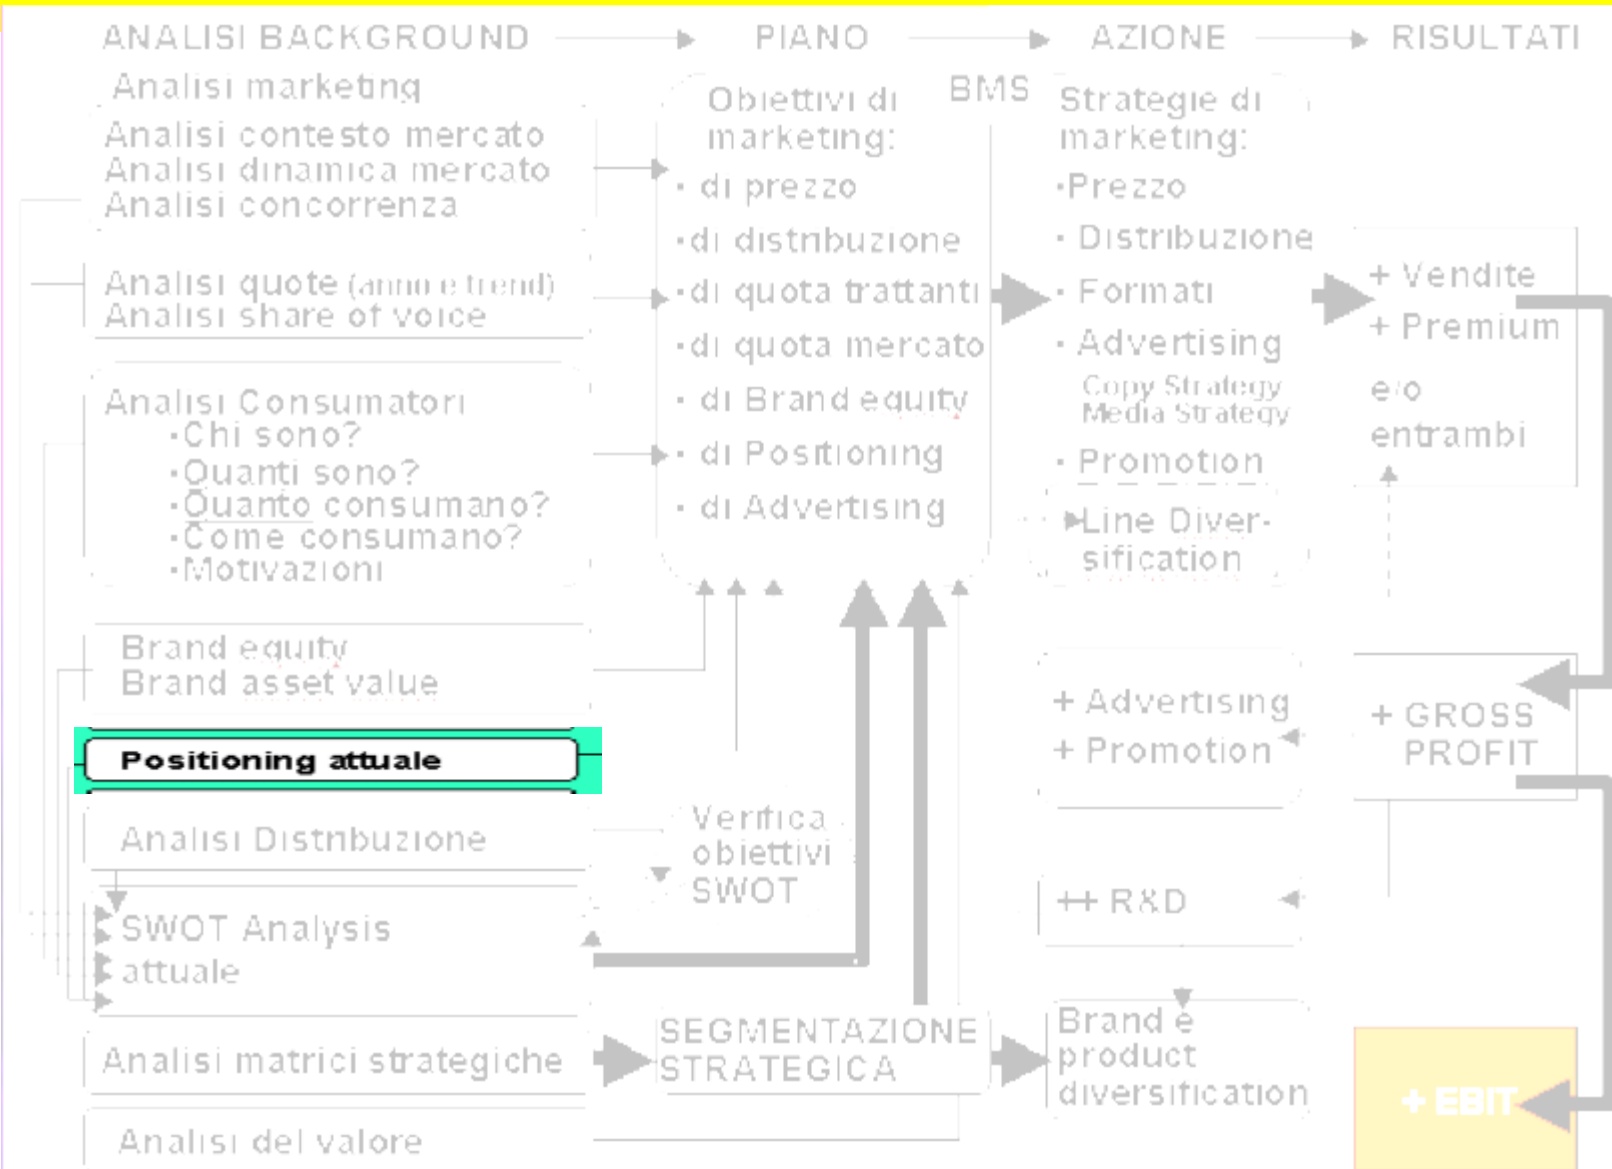 ANALISI BACKGROUND PIANO AZIONE RISULTATI
Analisi marketing
Analisi contesto mercato
Analisi dinamica mercato
Analisi concorrenza
Analisi quote (anno e trend)
Analisi share of voice
Analisi Consumatori
·Chi sono?
·Quanti sono?
·Quanto consumano?
·Come consumano?
·Motivazioni
Brand equity
Brand asset value
Positioning attuale
Analisi Distribuzione
SWOT Analysis
attuale
Analisi matrici strategiche
Analisi del valore
Obiettivi di
marketing:
· di prezzo
·di distribuzione
·di quota trattanti
·di quota mercato
· di Brand equity
· di Positioning
· di Advertising
Verifica
obiettivi
SWOT
SEGMENTAZIONE
STRATEGICA
BMS
Strategie di
marketing:
·Prezzo
· Distribuzione
· Formati
· Advertising
Copy Strategy
Media Strategy
· Promotion
Line Diver-
sification
+ Advertising
+ Promotion
++ R&D
Brand e
product
diversification
+ Vendite
+ Premium
e/o
entrambi
+ GROSS
PROFIT
+ EBIT